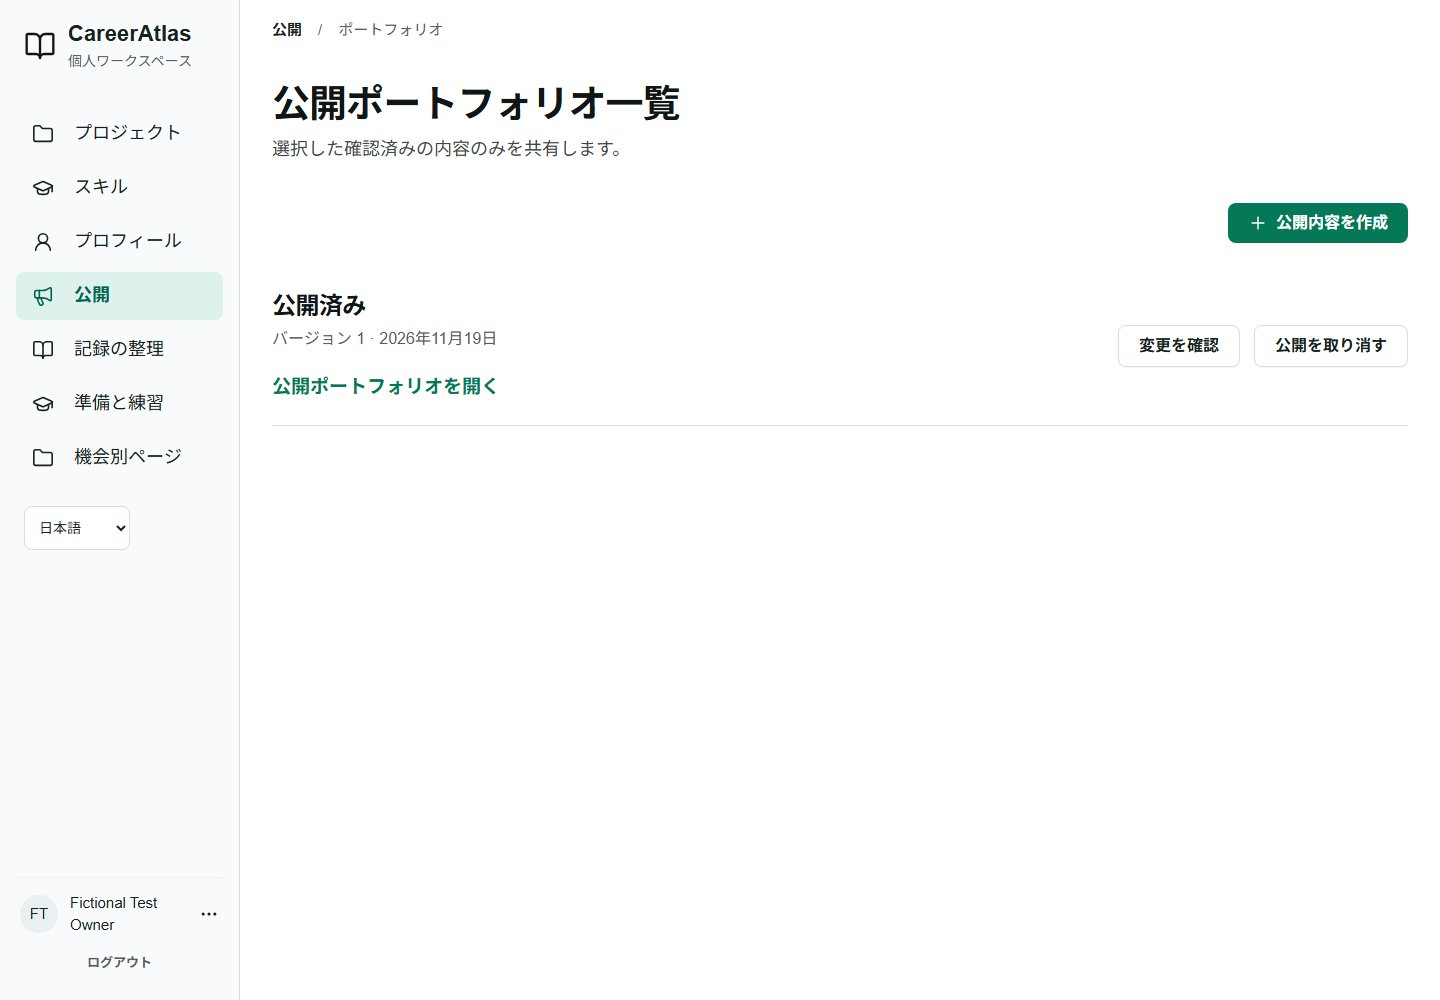 CareerAtlas
個人ワークスペース
プロジェクト
スキル
プロフィール
公開
記録の整理
準備と練習
機会別ページ
日本語
FT
Fictional Test
Owner
ログアウト
公開 / ポートフォリオ
公開ポートフォリオ一覧
選択した確認済みの内容のみを共有します。
公開内容を作成
公開済み
バージョン 1 · 2026年11月19日
変更を確認
公開を取り消す
公開ポートフォリオを開く